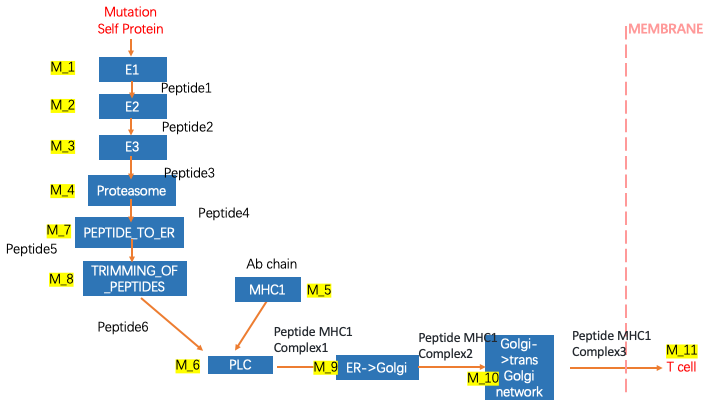 Mutation
Self Protein
MEMBRANE
M_1
E1
Peptide1
M_2
E2
Peptide2
M_3
E3
Peptide3
M_4
Proteasome
Peptide4
M_7
PEPTIDE_TO_ER
Peptide5
M_8
TRIMMING_OF
_PEPTIDES
Ab chain
MHC1
M_5
Peptide6
M_6
PLC
Peptide MHC1
Complex1
M_9
ER->Golgi
Peptide MHC1
Complex2
M_10
Golgi-
>trans
Golgi
network
Peptide MHC1
Complex3
M_11
T cell